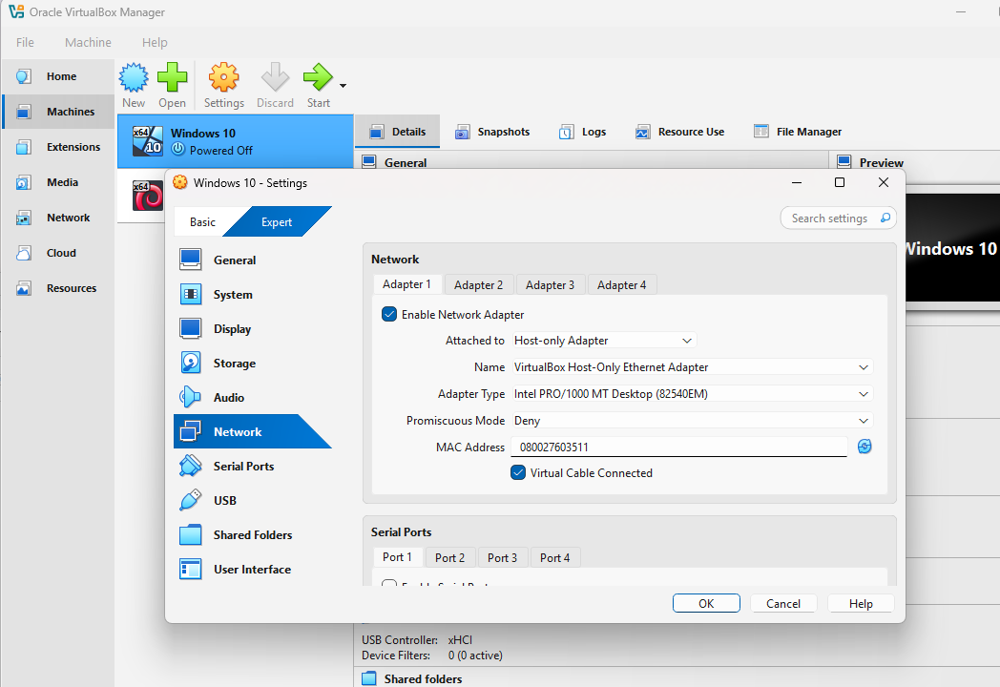 Oracle VirtualBox Manager
File Machine Help
Home
Machines
Extensions
Media
Network
Cloud
Resources
New Open Settings Discard Start
x64 10 Windows 10
Powered Off
x64
Details Snapshots Logs Resource Use File Manager
General
Preview
Windows 10
Windows 10 - Settings
Basic Expert
Search settings
General
System
Display
Storage
Audio
Network
Serial Ports
USB
Shared Folders
User Interface
Network
Adapter 1 Adapter 2 Adapter 3 Adapter 4
Enable Network Adapter
Attached to Host-only Adapter
Name VirtualBox Host-Only Ethernet Adapter
Adapter Type Intel PRO/1000 MT Desktop (82540EM)
Promiscuous Mode Deny
MAC Address 080027603511
Virtual Cable Connected
Serial Ports
Port 1 Port 2 Port 3 Port 4
Enable Serial Port
OK Cancel Help
USB Controller: xHCI
Device Filters: 0 (0 active)
Shared folders